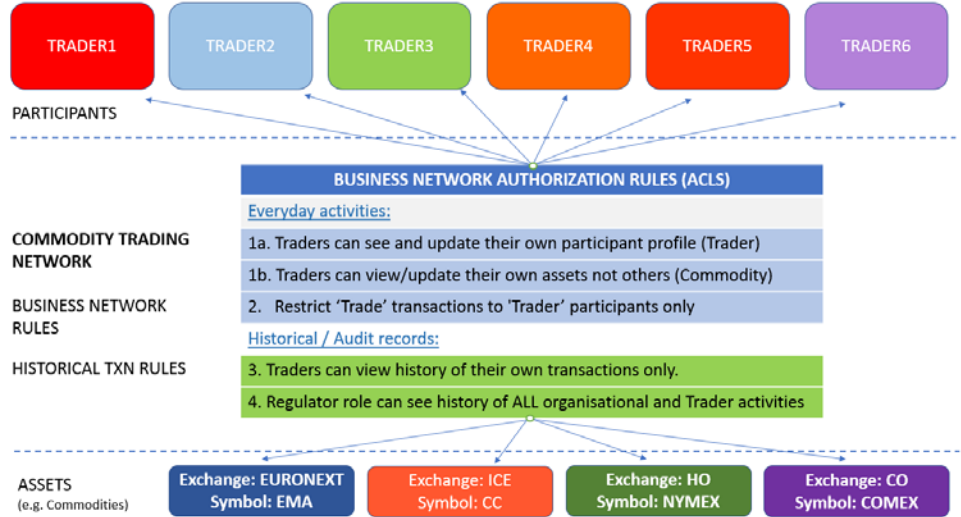 TRADER1
TRADER2
TRADER3
TRADER4
TRADER5
TRADER6
PARTICIPANTS
BUSINESS NETWORK AUTHORIZATION RULES (ACLS)
Everyday activities:
COMMODITY TRADING
NETWORK
1a. Traders can see and update their own participant profile (Trader)
1b. Traders can view/update their own assets not others (Commodity)
BUSINESS NETWORK
RULES
2. Restrict ‘Trade’ transactions to 'Trader’ participants only
Historical / Audit records:
HISTORICAL TXN RULES
3. Traders can view history of their own transactions only.
4. Regulator role can see history of ALL organisational and Trader activities
ASSETS
(e.g. Commodities)
Exchange: EURONEXT
Symbol: EMA
Exchange: ICE
Symbol: CC
Exchange: HO
Symbol: NYMEX
Exchange: CO
Symbol: COMEX